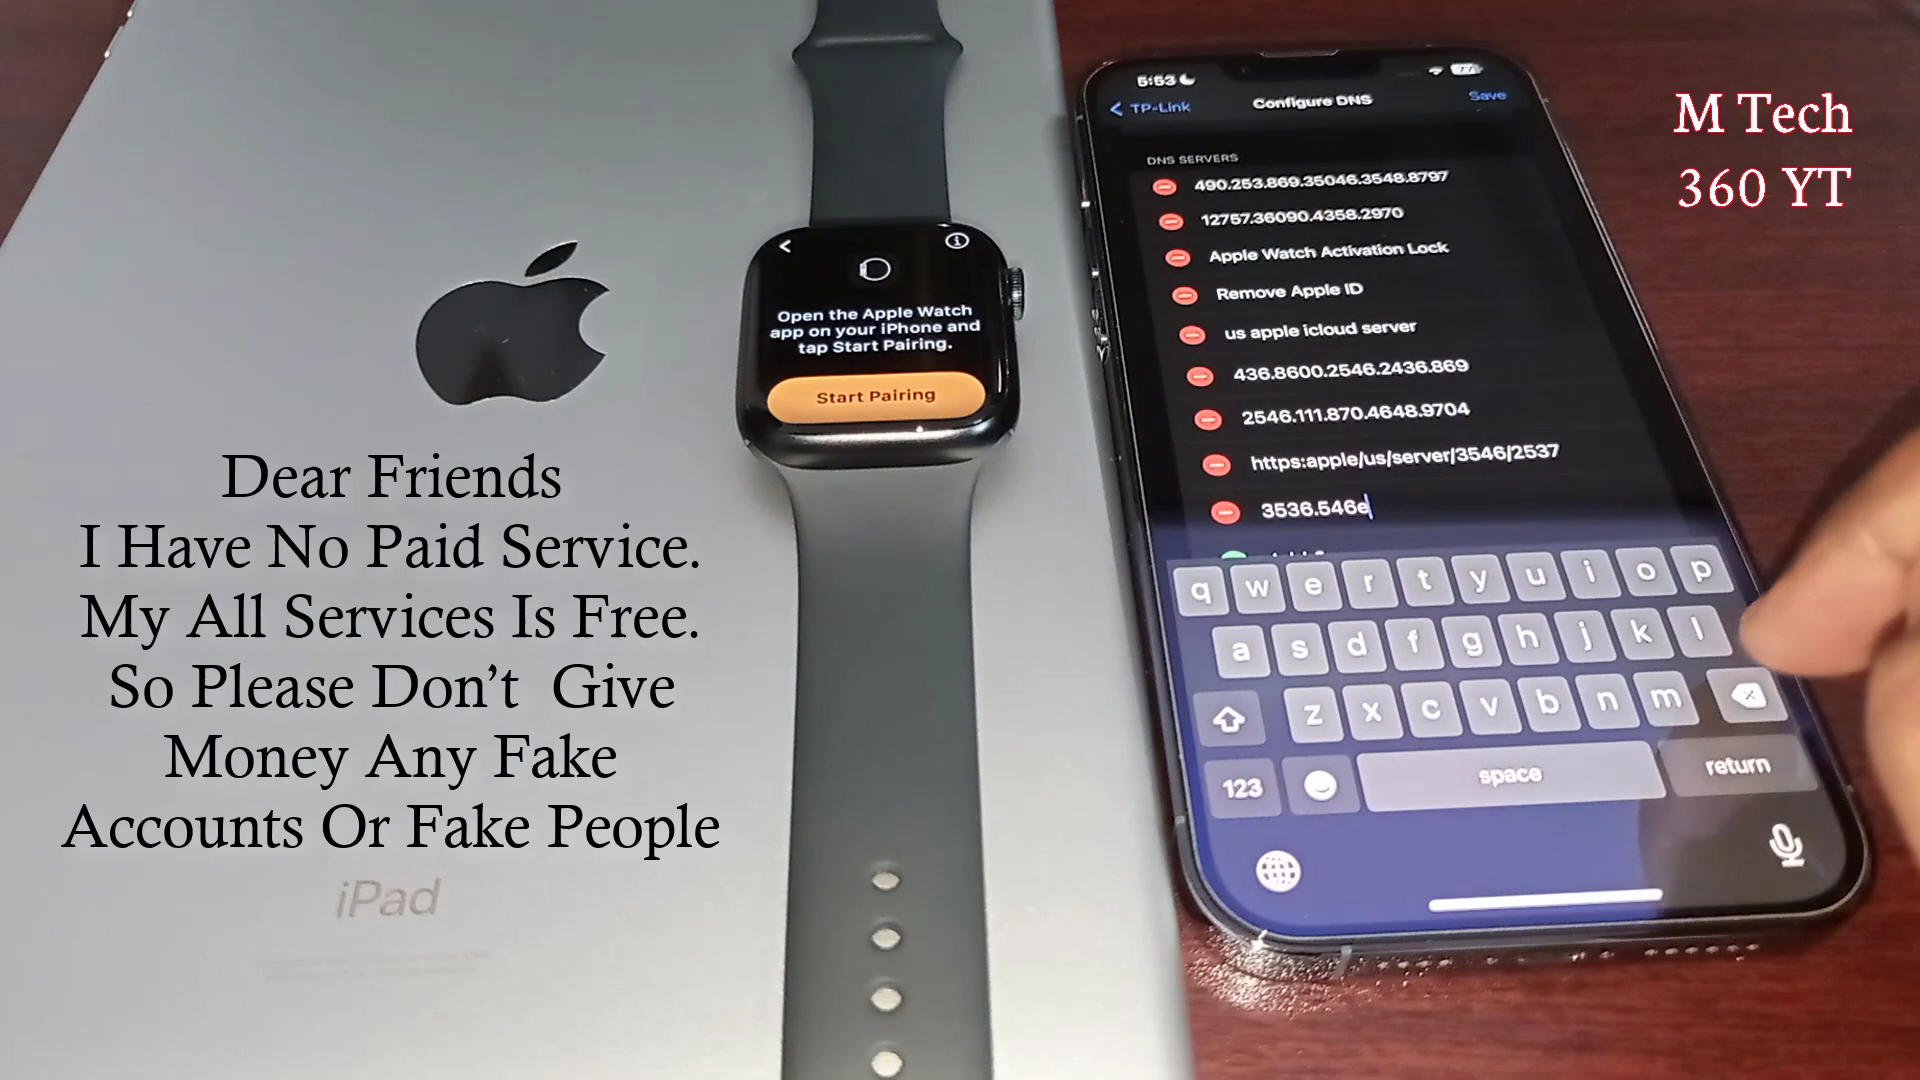 M Tech
360 YT
Dear Friends
I Have No Paid Service.
My All Services Is Free.
So Please Don't  Give
Money Any Fake
Accounts Or Fake People
iPad
Open the Apple Watch
app on your iPhone and
tap Start Pairing.
Start Pairing
5:53
77
TP-Link
Configure DNS
Save
DNS SERVERS
490.253.869.35046.3548.8797
12757.36090.4358.2970
Apple Watch Activation Lock
Remove Apple ID
us apple icloud server
436.8600.2546.2436.869
2546.111.870.4648.9704
https:apple/us/server/3546/2537
3536.546e
q w e r t y u i o p
a s d f g h j k l
z x c v b n m
123
space
return